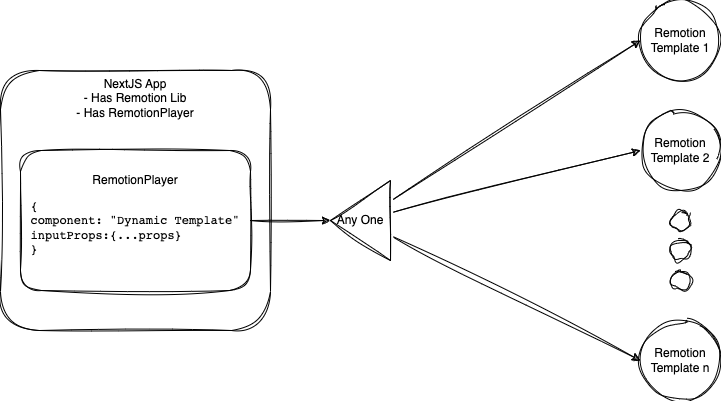 NextJS App
- Has Remotion Lib
- Has RemotionPlayer
RemotionPlayer
{
component: "Dynamic Template"
inputProps:{...props}
}
Any One
Remotion
Template 1
Remotion
Template 2
Remotion
Template n